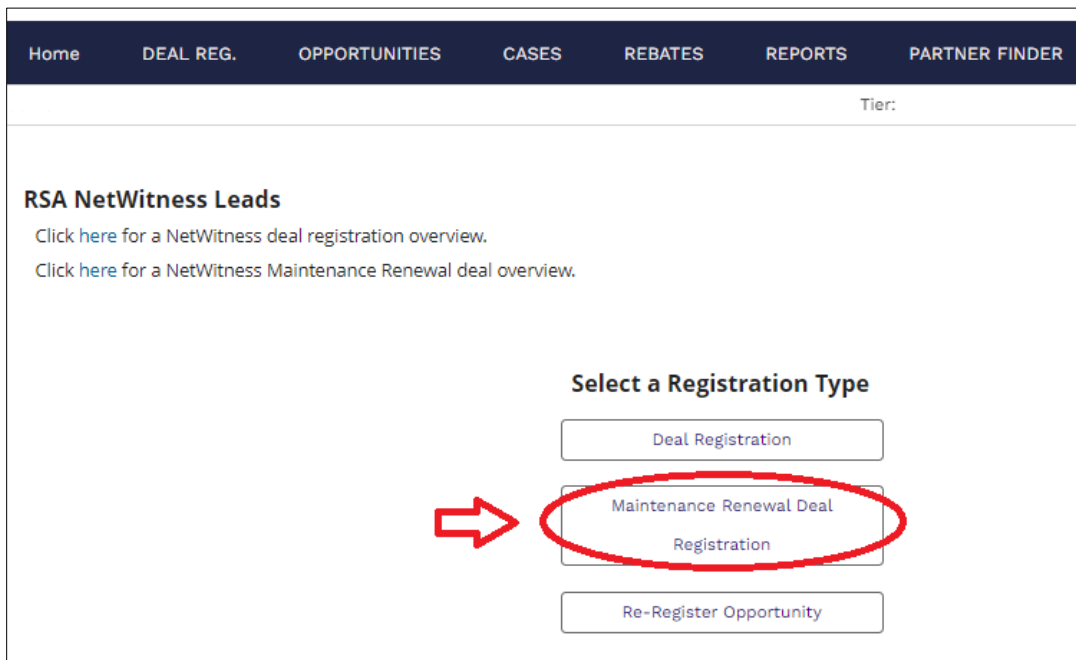 Home DEAL REG. OPPORTUNITIES CASES REBATES REPORTS PARTNER FINDER
Tier:
RSA NetWitness Leads
Click here for a NetWitness deal registration overview.
Click here for a NetWitness Maintenance Renewal deal overview.
Select a Registration Type
Deal Registration
Maintenance Renewal Deal
Registration
Re-Register Opportunity